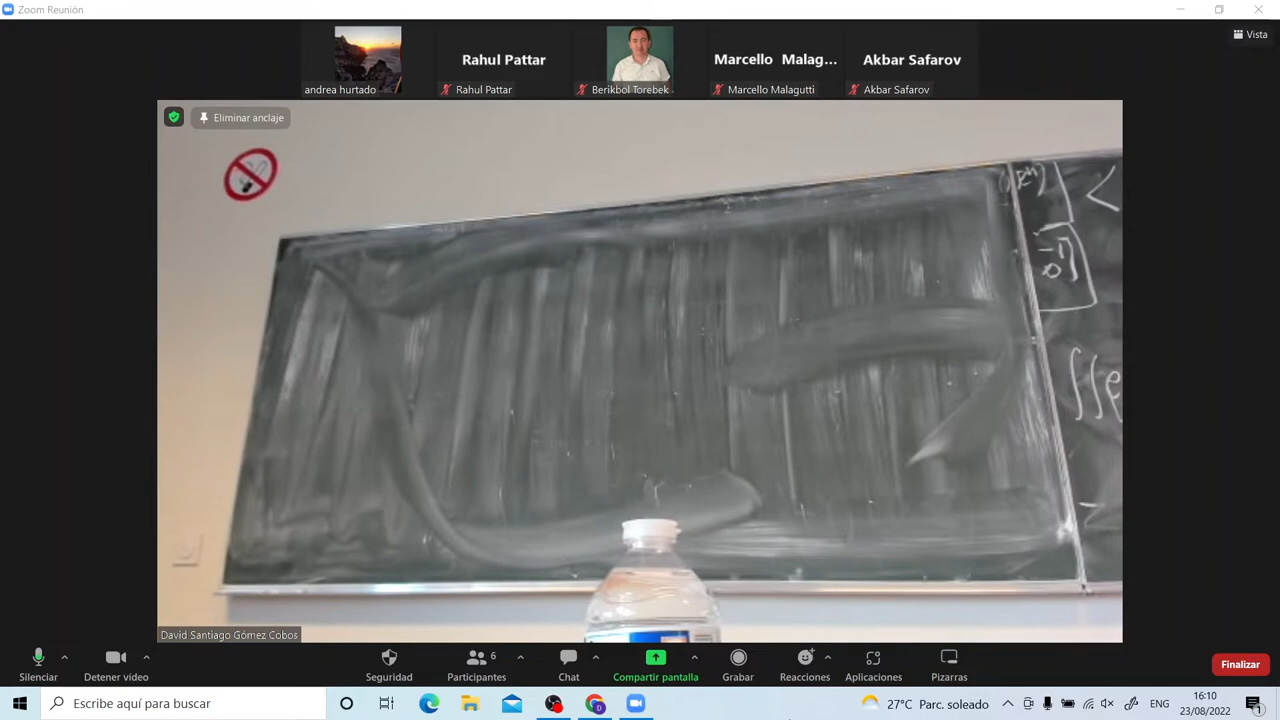 Zoom Reunión
Vista
Rahul Pattar
Marcello Malag...
Akbar Safarov
andrea hurtado
Rahul Pattar
Berikbol Torebek
Marcello Malagutti
Akbar Safarov
Eliminar anclaje
David Santiago Gómez Cobos
Silenciar
Detener video
Seguridad
6
Participantes
Chat
Compartir pantalla
Grabar
Reacciones
Aplicaciones
Pizarras
Finalizar
Escribe aquí para buscar
27°C Parc. soleado
ENG
16:10
23/08/2022
1